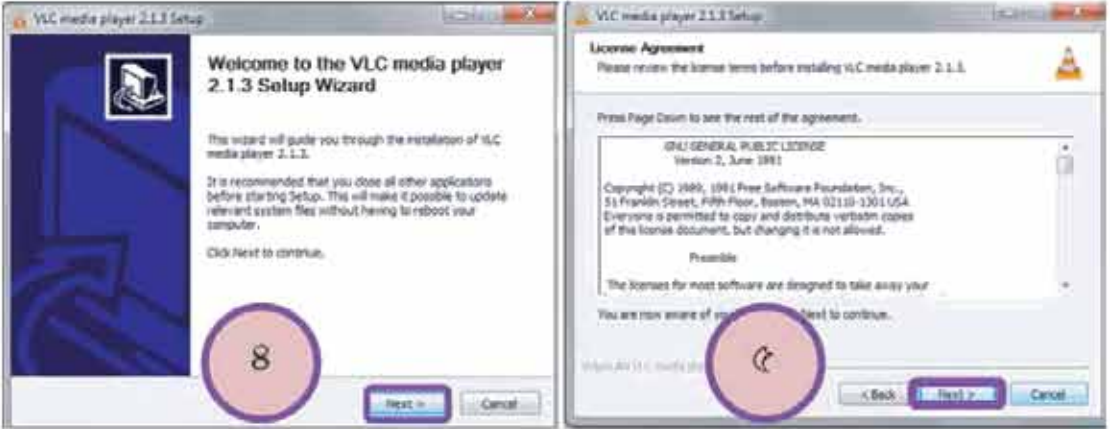 VLC media player 2.1.3 Setup
Welcome to the VLC media player
2.1.3 Setup Wizard
This wizard will guide you through the installation of VLC
media player 2.1.3.
It is recommended that you close all other applications
before starting Setup. This will make it possible to update
relevant system files without having to reboot your
computer.
Click Next to continue.
8
Next >
Cancel
VLC media player 2.1.3 Setup
License Agreement
Please review the license terms before installing VLC media player 2.1.3.
Press Page Down to see the rest of the agreement.
GNU GENERAL PUBLIC LICENSE
Version 2, June 1991
Copyright (C) 1989, 1991 Free Software Foundation, Inc.,
51 Franklin Street, Fifth Floor, Boston, MA 02110-1301 USA
Everyone is permitted to copy and distribute verbatim copies
of this license document, but changing it is not allowed.
Preamble
The licenses for most software are designed to take away your
You are now aware of Next to continue.
< Back
Next >
Cancel